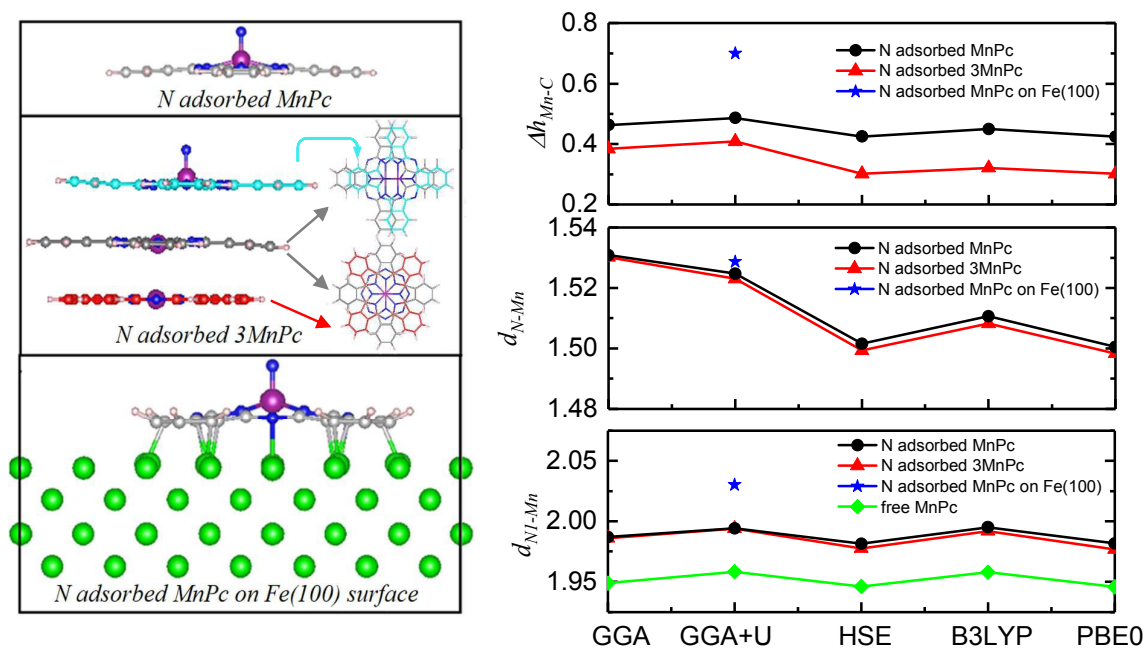 N adsorbed MnPc
N adsorbed 3MnPc
N adsorbed MnPc on Fe(100) surface
0.8
0.6
0.4
0.2
Δh Mn-C
N adsorbed MnPc
N adsorbed 3MnPc
N adsorbed MnPc on Fe(100)
1.54
1.52
1.50
1.48
d N-Mn
N adsorbed MnPc
N adsorbed 3MnPc
N adsorbed MnPc on Fe(100)
2.05
2.00
1.95
d N1-Mn
N adsorbed MnPc
N adsorbed 3MnPc
N adsorbed MnPc on Fe(100)
free MnPc
GGA GGA+U HSE B3LYP PBE0